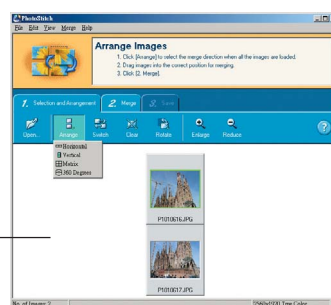 PhotoStitch
File Edit View Merge Help
Arrange Images
1. Click [Arrange] to select the merge direction when all the images are loaded.
2. Drag images into the correct position for merging.
3. Click [2. Merge].
1. Selection and Arrangement 2. Merge 3. Save
Open... Arrange Switch Clear Rotate Enlarge Reduce
Horizontal
Vertical
Matrix
360 Degrees
P1010616.JPG
P1010617.JPG
No. of Images: 2 2560x1920 True Color